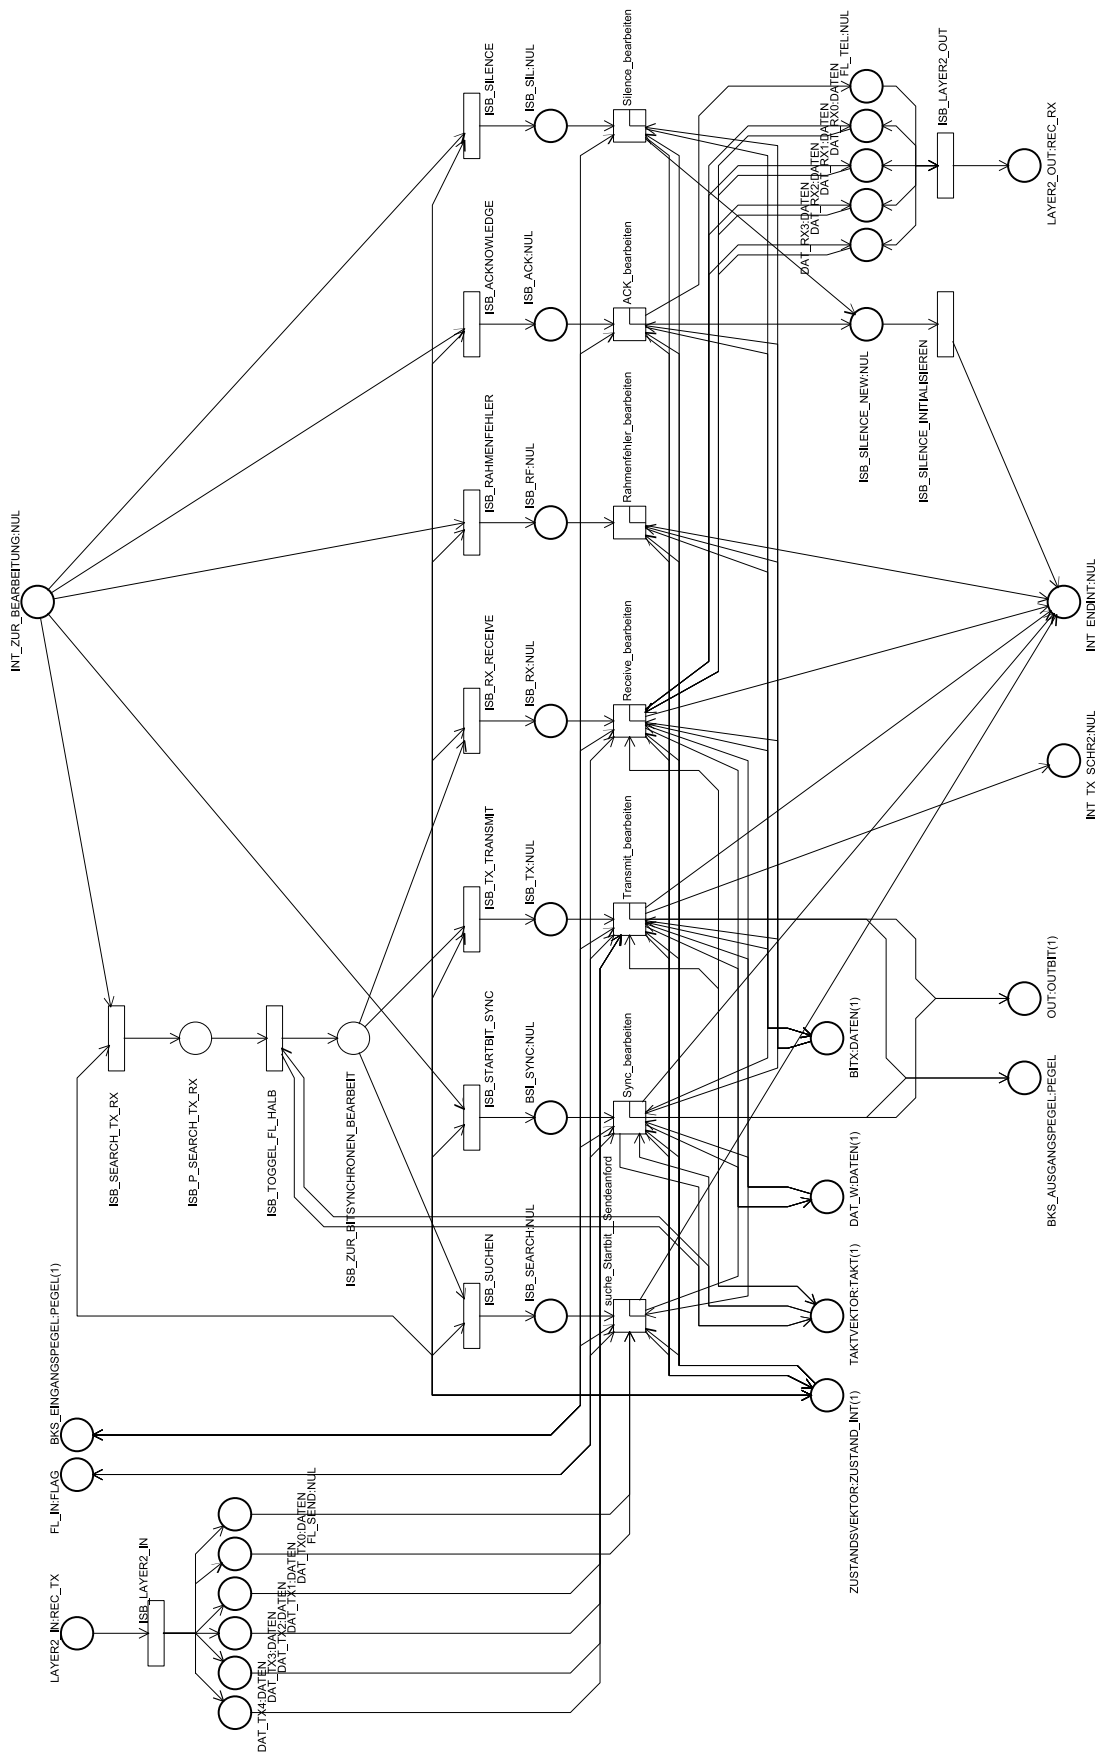 INT_ZUR_BEARBEITUNG:NUL
ISB_SEARCH_TX_RX
ISB_P_SEARCH_TX_RX
ISB_TOGGEL_FL_HALB
ISB_ZUR_BITSYNCHRONEN_BEARBEIT
BKS_EINGANGSPEGEL:PEGEL(1)
FL_IN:FLAG
LAYER2_IN:REC_TX
ISB_LAYER2_IN
FL_SEND:NUL
DAT_TX0:DATEN
DAT_TX1:DATEN
DAT_TX2:DATEN
DAT_TX3:DATEN
DAT_TX4:DATEN
ISB_SUCHEN
ISB_STARTBIT_SYNC
ISB_TX_TRANSMIT
ISB_RX_RECEIVE
ISB_RAHMENFEHLER
ISB_ACKNOWLEDGE
ISB_SILENCE
ISB_SEARCH:NUL
BSI_SYNC:NUL
ISB_TX:NUL
ISB_RX:NUL
ISB_RF:NUL
ISB_ACK:NUL
ISB_SIL:NUL
suche_Startbit__Sendeanford
Sync_bearbeiten
Transmit_bearbeiten
Receive_bearbeiten
Rahmenfehler_bearbeiten
ACK_bearbeiten
Silence_bearbeiten
DAT_RX3:DATEN
DAT_RX2:DATEN
DAT_RX1:DATEN
DAT_RX0:DATEN
FL_TEL:NUL
ISB_LAYER2_OUT
LAYER2_OUT:REC_RX
ISB_SILENCE_NEW:NUL
ISB_SILENCE_INITIALISIEREN
ZUSTANDSVEKTOR:ZUSTAND_INT(1)
TAKTVEKTOR:TAKT(1)
DAT_W:DATEN(1)
BITX:DATEN(1)
BKS_AUSGANGSPEGEL:PEGEL
OUT:OUTBIT(1)
INT_TX_SCHR2:NUL
INT_ENDINT:NUL